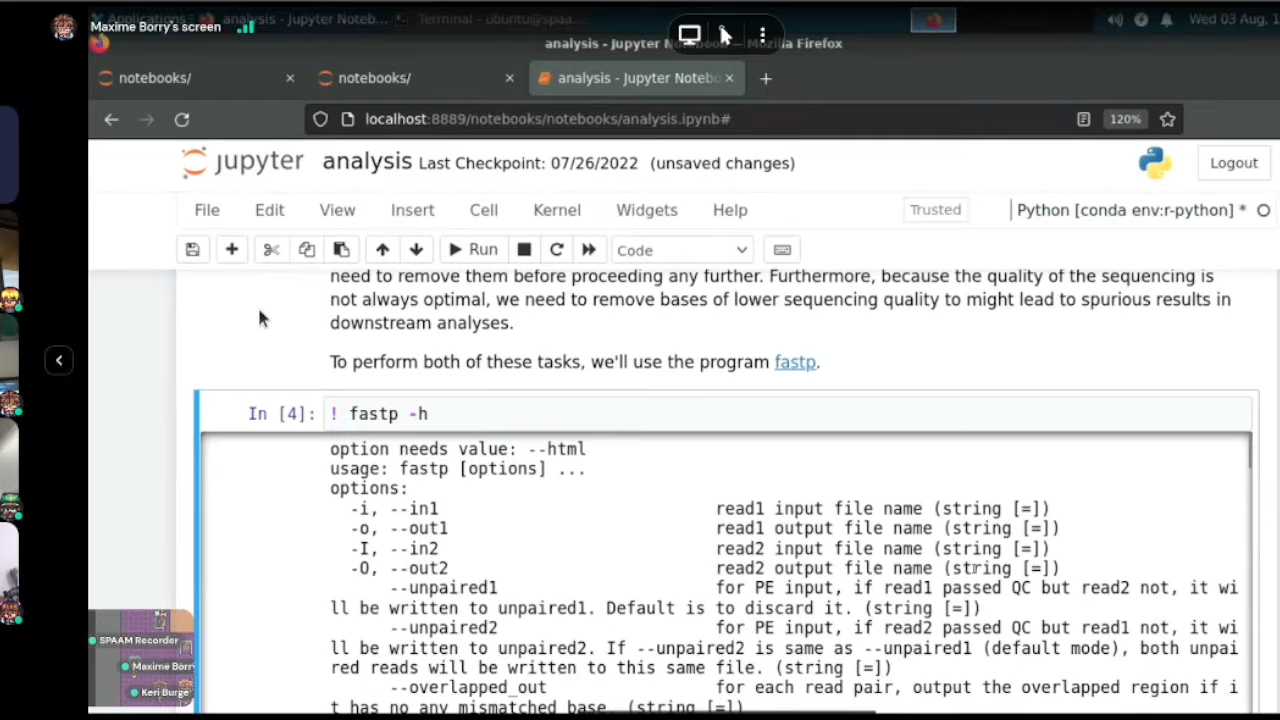 Applications analysis - Jupyter Noteb... Terminal - ubuntu@spaa... Wed 03 Aug, 1
Maxime Borry's screen
analysis - Jupyter Notebook — Mozilla Firefox
notebooks/ notebooks/ analysis - Jupyter Notebo
localhost:8889/notebooks/notebooks/analysis.ipynb# 120%
jupyter analysis Last Checkpoint: 07/26/2022 (unsaved changes) Logout
File Edit View Insert Cell Kernel Widgets Help Trusted Python [conda env:r-python] *
Run Code
need to remove them before proceeding any further. Furthermore, because the quality of the sequencing is
not always optimal, we need to remove bases of lower sequencing quality to might lead to spurious results in
downstream analyses.
To perform both of these tasks, we'll use the program fastp.
In [4]: ! fastp -h
option needs value: --html
usage: fastp [options] ...
options:
-i, --in1 read1 input file name (string [=])
-o, --out1 read1 output file name (string [=])
-I, --in2 read2 input file name (string [=])
-O, --out2 read2 output file name (string [=])
--unpaired1 for PE input, if read1 passed QC but read2 not, it wi
ll be written to unpaired1. Default is to discard it. (string [=])
--unpaired2 for PE input, if read2 passed QC but read1 not, it wi
ll be written to unpaired2. If --unpaired2 is same as --unpaired1 (default mode), both unpai
red reads will be written to this same file. (string [=])
--overlapped_out for each read pair, output the overlapped region if i
t has no any mismatched base. (string [=])
SPAAM Recorder
Maxime Borry
Keri Burge